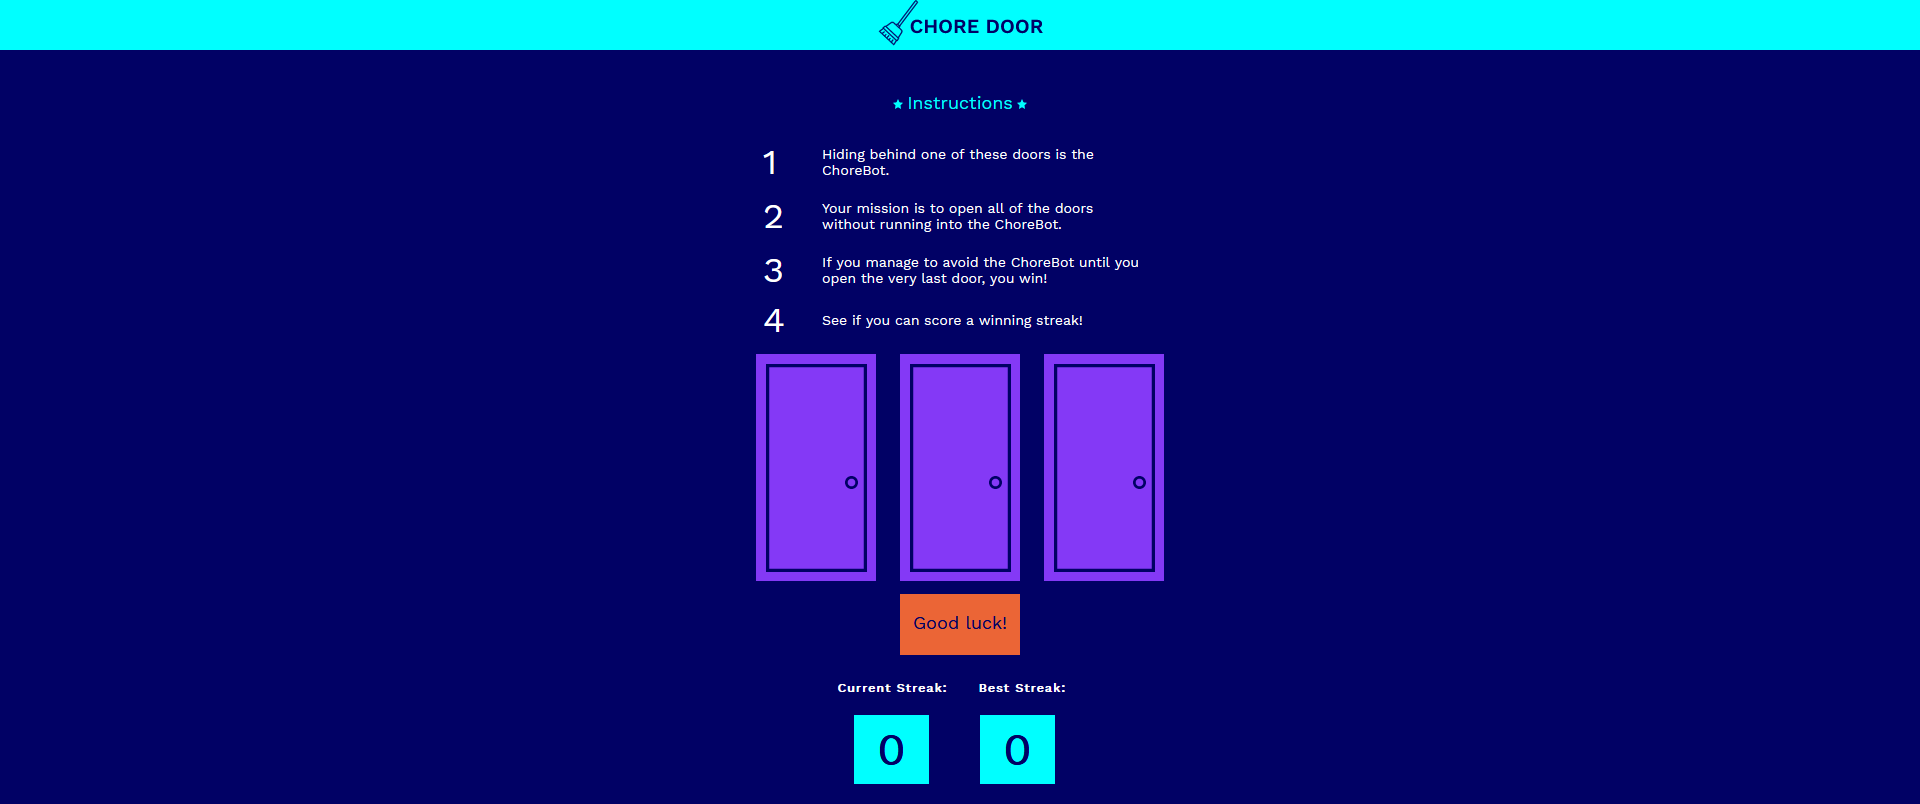 CHORE DOOR
Instructions
1
Hiding behind one of these doors is the
ChoreBot.
2
Your mission is to open all of the doors
without running into the ChoreBot.
3
If you manage to avoid the ChoreBot until you
open the very last door, you win!
4
See if you can score a winning streak!
Good luck!
Current Streak: Best Streak:
0 0